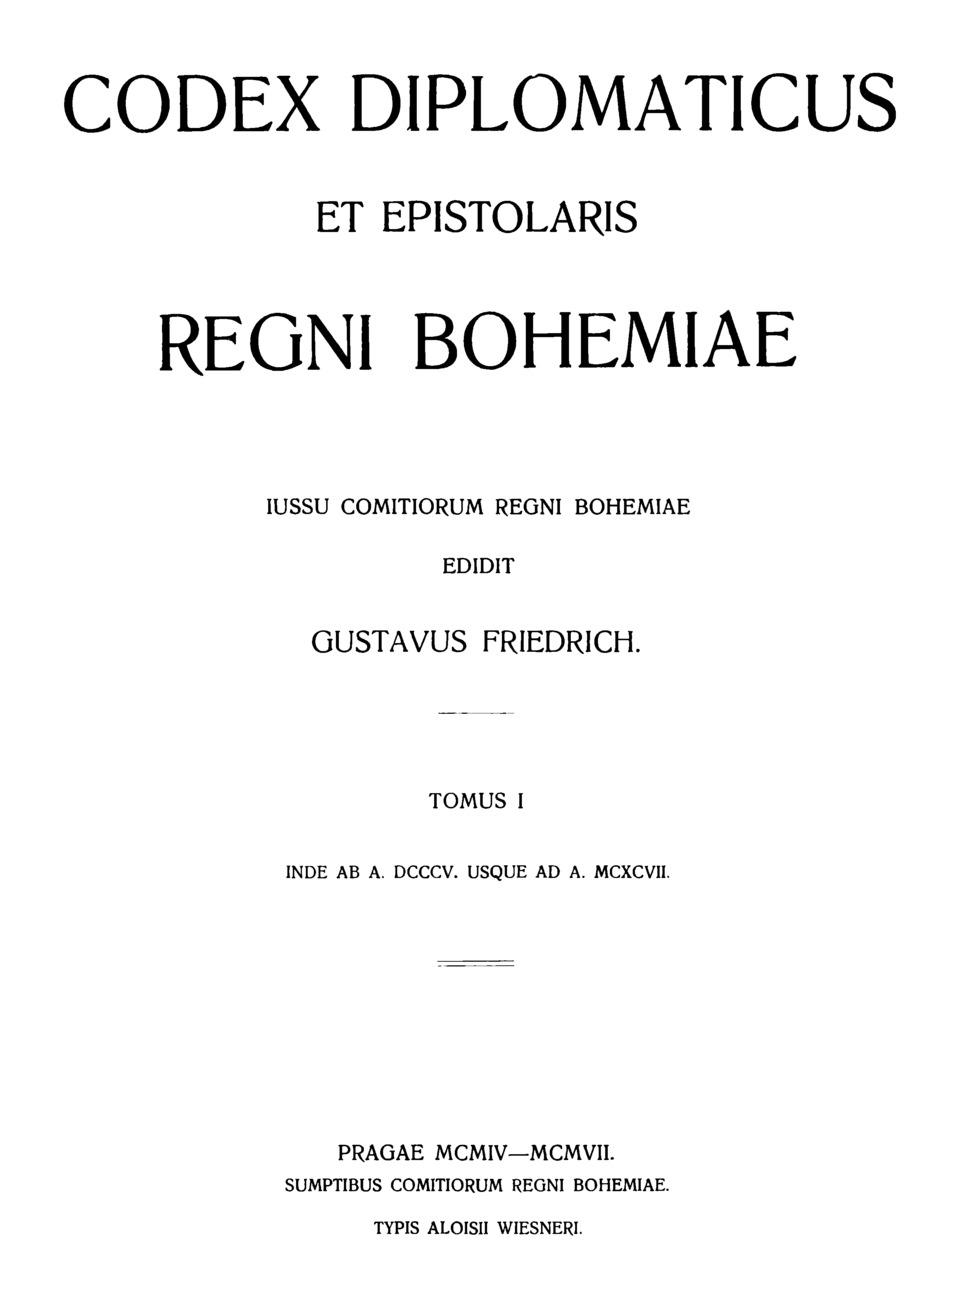 CODEX DIPLOMATICUS
ET EPISTOLARIS
REGNI BOHEMIAE
IUSSU COMITIORUM REGNI BOHEMIAE
EDIDIT
GUSTAVUS FRIEDRICH.
TOMUS I
INDE AB A. DCCCV. USQUE AD A. MCXCVII.
PRAGAE MCMIV—MCMVII.
SUMPTIBUS COMITIORUM REGNI BOHEMIAE.
TYPIS ALOISII WIESNERI.